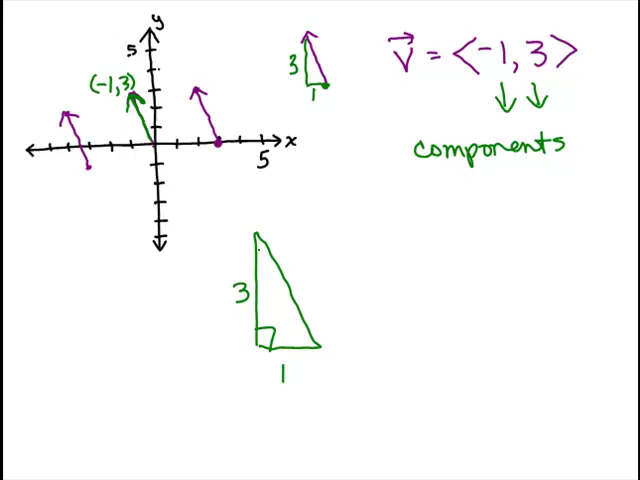 y
5
(-1,3)
x
5
3
1
v = <-1, 3>
components
3
1